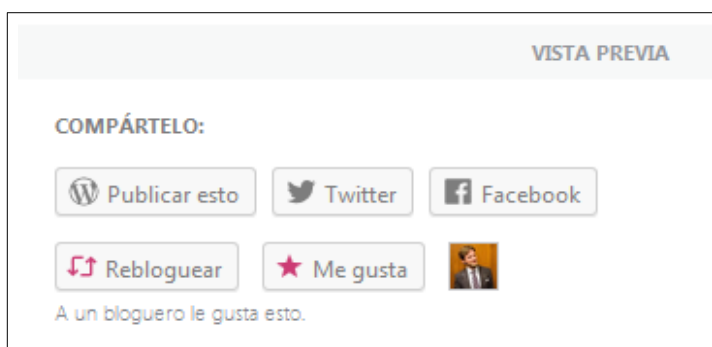 VISTA PREVIA
COMPÁRTELO:
Publicar esto Twitter Facebook
Rebloguear Me gusta
A un bloguero le gusta esto.